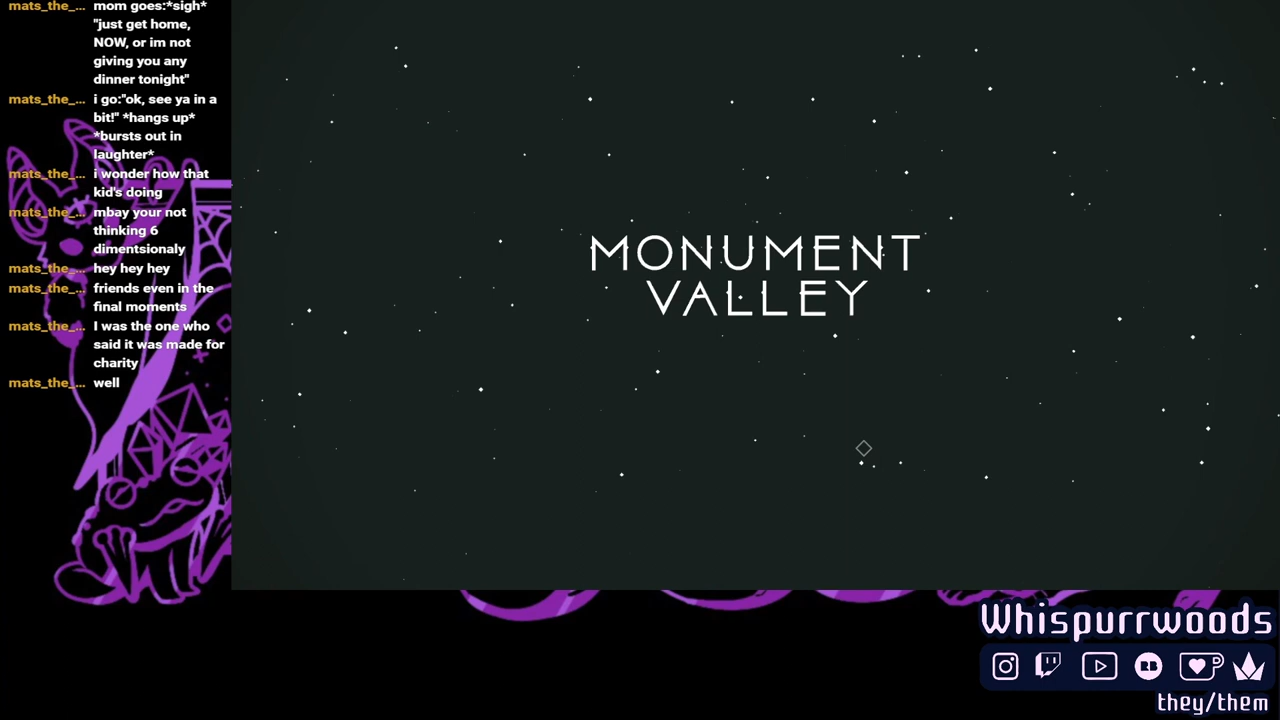 mats_the_... mom goes:*sigh*
"just get home,
NOW, or im not
giving you any
dinner tonight"
mats_the_... i go:"ok, see ya in a
bit!" *hangs up*
*bursts out in
laughter*
mats_the_... i wonder how that
kid's doing
mats_the_... mbay your not
thinking 6
dimentsionaly
mats_the_... hey hey hey
mats_the_... friends even in the
final moments
mats_the_... I was the one who
said it was made for
charity
mats_the_... well
MONUMENT
VALLEY
Whispurrwoods
they/them